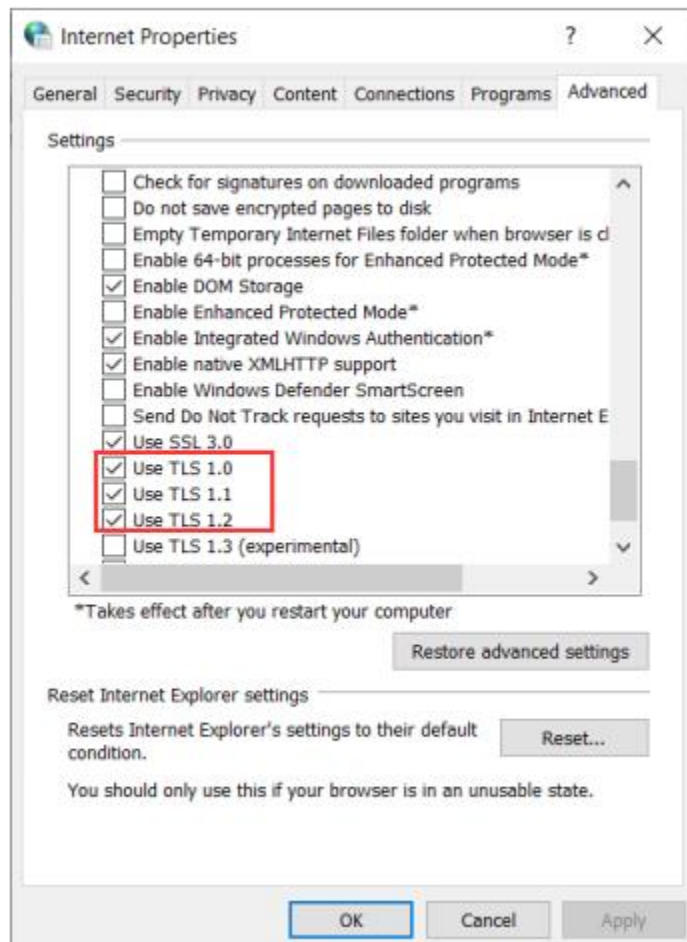 Internet Properties
?
General Security Privacy Content Connections Programs Advanced
Settings
Check for signatures on downloaded programs
Do not save encrypted pages to disk
Empty Temporary Internet Files folder when browser is cl
Enable 64-bit processes for Enhanced Protected Mode*
Enable DOM Storage
Enable Enhanced Protected Mode*
Enable Integrated Windows Authentication*
Enable native XMLHTTP support
Enable Windows Defender SmartScreen
Send Do Not Track requests to sites you visit in Internet E
Use SSL 3.0
Use TLS 1.0
Use TLS 1.1
Use TLS 1.2
Use TLS 1.3 (experimental)
*Takes effect after you restart your computer
Restore advanced settings
Reset Internet Explorer settings
Resets Internet Explorer's settings to their default
condition.
Reset...
You should only use this if your browser is in an unusable state.
OK Cancel Apply